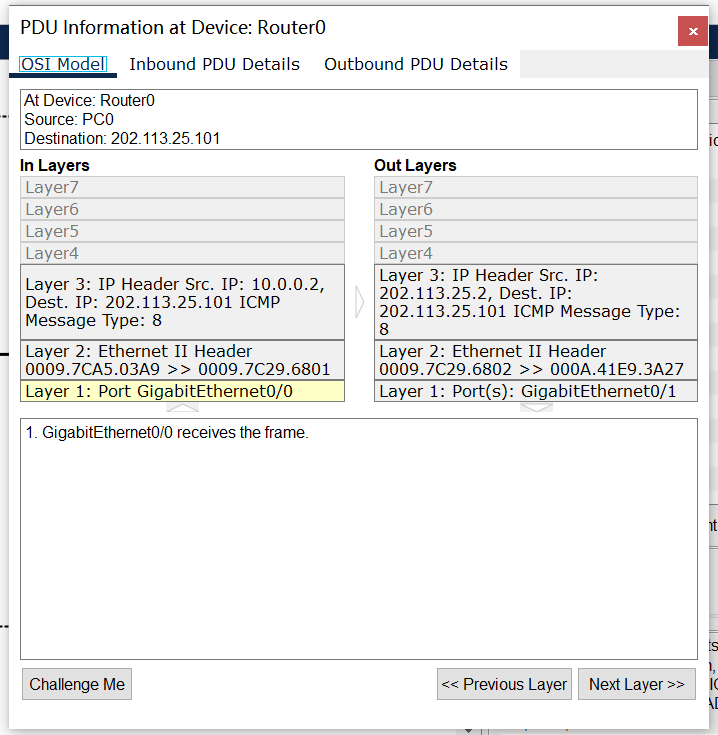 PDU Information at Device: Router0
x
OSI Model Inbound PDU Details Outbound PDU Details
At Device: Router0
Source: PC0
Destination: 202.113.25.101
In Layers
Layer7
Layer6
Layer5
Layer4
Layer 3: IP Header Src. IP: 10.0.0.2,
Dest. IP: 202.113.25.101 ICMP
Message Type: 8
Layer 2: Ethernet II Header
0009.7CA5.03A9 >> 0009.7C29.6801
Layer 1: Port GigabitEthernet0/0
Out Layers
Layer7
Layer6
Layer5
Layer4
Layer 3: IP Header Src. IP:
202.113.25.2, Dest. IP:
202.113.25.101 ICMP Message Type:
8
Layer 2: Ethernet II Header
0009.7C29.6802 >> 000A.41E9.3A27
Layer 1: Port(s): GigabitEthernet0/1
1. GigabitEthernet0/0 receives the frame.
Challenge Me
<< Previous Layer
Next Layer >>